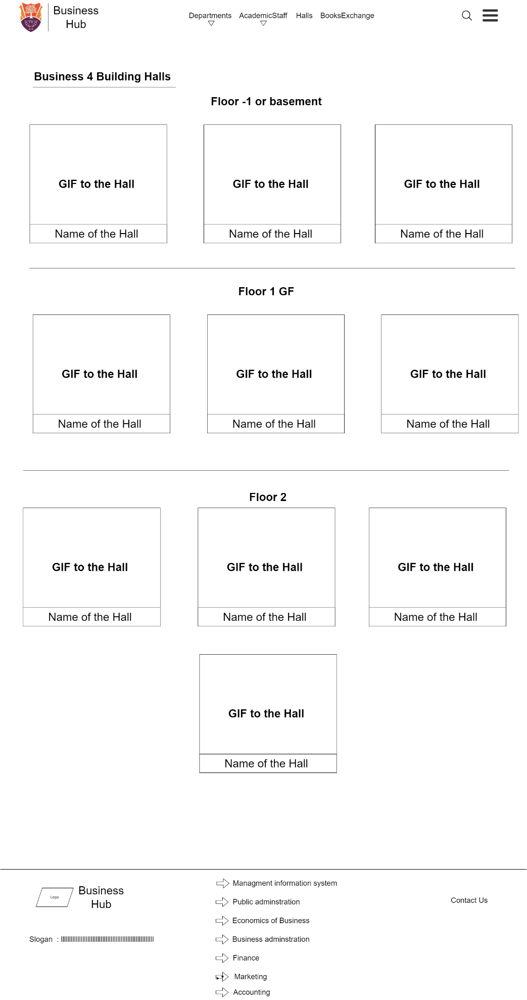 Business
Hub
Departments AcademicStaff Halls BooksExchange
Business 4 Building Halls
Floor -1 or basement
GIF to the Hall GIF to the Hall GIF to the Hall
Name of the Hall Name of the Hall Name of the Hall
Floor 1 GF
GIF to the Hall GIF to the Hall GIF to the Hall
Name of the Hall Name of the Hall Name of the Hall
Floor 2
GIF to the Hall GIF to the Hall GIF to the Hall
Name of the Hall Name of the Hall Name of the Hall
GIF to the Hall
Name of the Hall
Logo
Business
Hub
Slogan :
Managment information system
Public adminstration
Economics of Business
Business adminstration
Finance
Marketing
Accounting
Contact Us